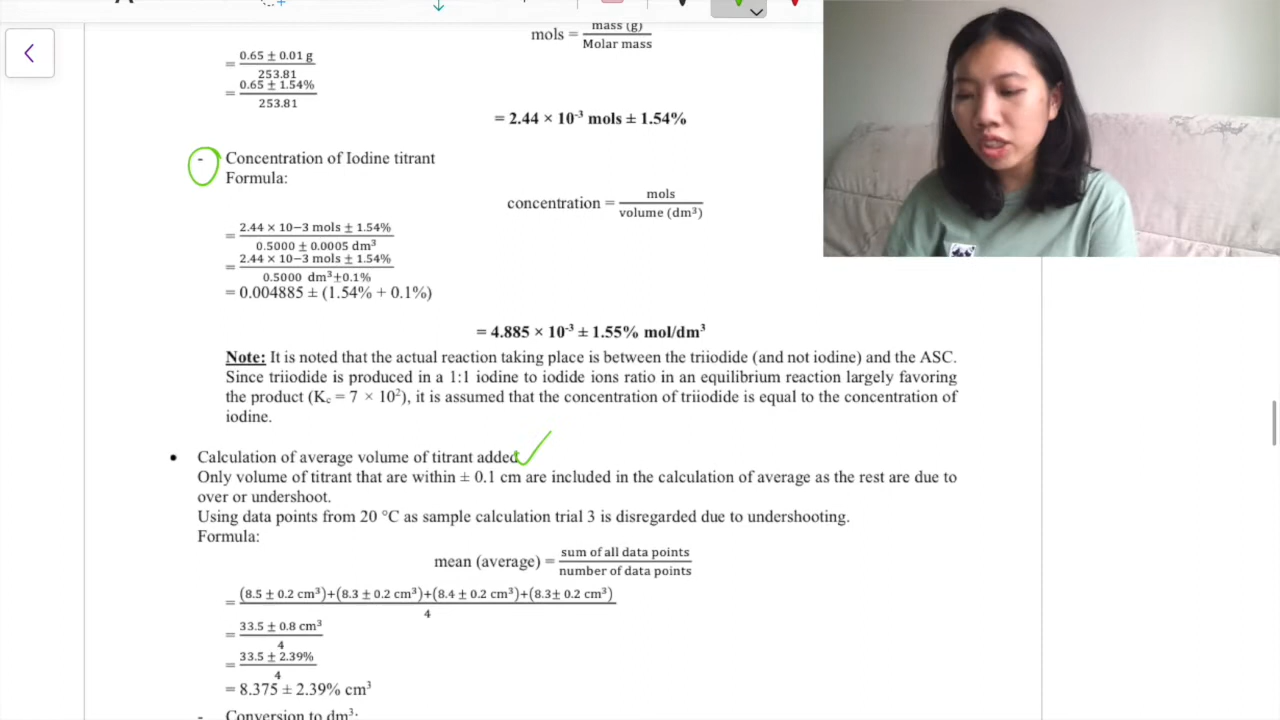 mols = mass (g) / Molar mass
= 0.65 ± 0.01 g / 253.81
= 0.65 ± 1.54% / 253.81
= 2.44 × 10⁻³ mols ± 1.54%
- Concentration of Iodine titrant
Formula:
concentration = mols / volume (dm³)
= 2.44 × 10−3 mols ± 1.54% / 0.5000 ± 0.0005 dm³
= 2.44 × 10−3 mols ± 1.54% / 0.5000 dm³±0.1%
= 0.004885 ± (1.54% + 0.1%)
= 4.885 × 10⁻³ ± 1.55% mol/dm³
Note: It is noted that the actual reaction taking place is between the triiodide (and not iodine) and the ASC.
Since triiodide is produced in a 1:1 iodine to iodide ions ratio in an equilibrium reaction largely favoring
the product (K꜀ = 7 × 10²), it is assumed that the concentration of triiodide is equal to the concentration of
iodine.
• Calculation of average volume of titrant added
Only volume of titrant that are within ± 0.1 cm are included in the calculation of average as the rest are due to
over or undershoot.
Using data points from 20 °C as sample calculation trial 3 is disregarded due to undershooting.
Formula:
mean (average) = sum of all data points / number of data points
= (8.5 ± 0.2 cm³)+(8.3 ± 0.2 cm³)+(8.4 ± 0.2 cm³)+(8.3± 0.2 cm³) / 4
= 33.5 ± 0.8 cm³ / 4
= 33.5 ± 2.39% / 4
= 8.375 ± 2.39% cm³
- Conversion to dm³: